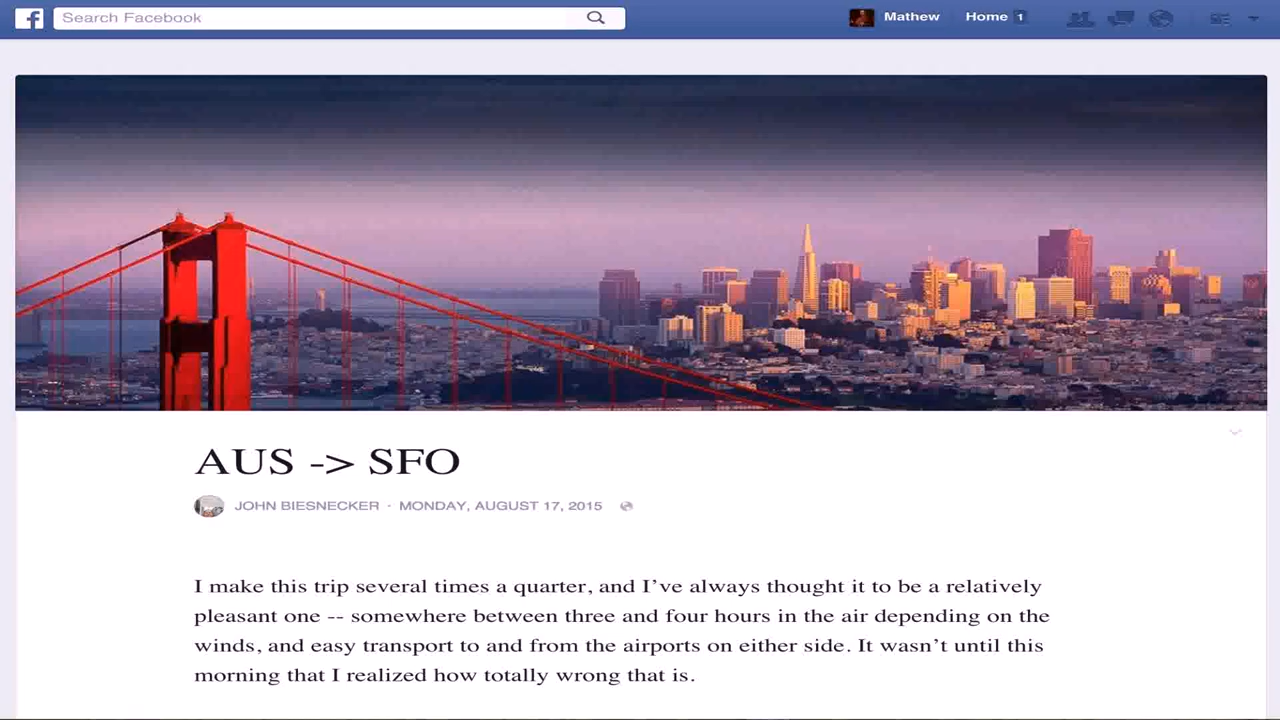 f Search Facebook Mathew Home 1
AUS -> SFO
JOHN BIESNECKER · MONDAY, AUGUST 17, 2015
I make this trip several times a quarter, and I’ve always thought it to be a relatively
pleasant one -- somewhere between three and four hours in the air depending on the
winds, and easy transport to and from the airports on either side. It wasn’t until this
morning that I realized how totally wrong that is.